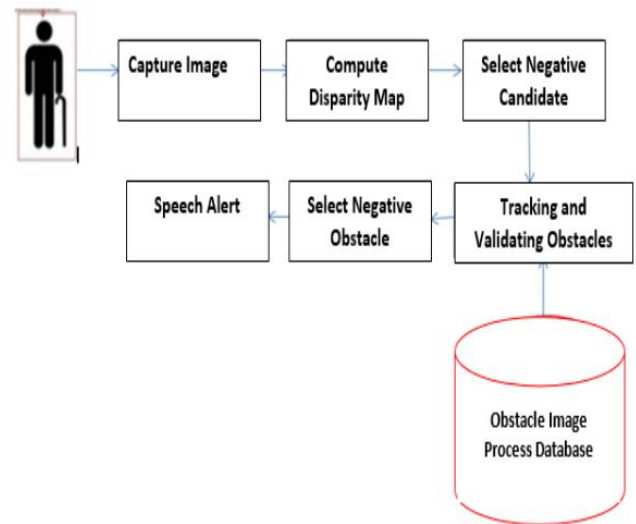 Capture Image
Compute
Disparity Map
Select Negative
Candidate
Speech Alert
Select Negative
Obstacle
Tracking and
Validating Obstacles
Obstacle Image
Process Database